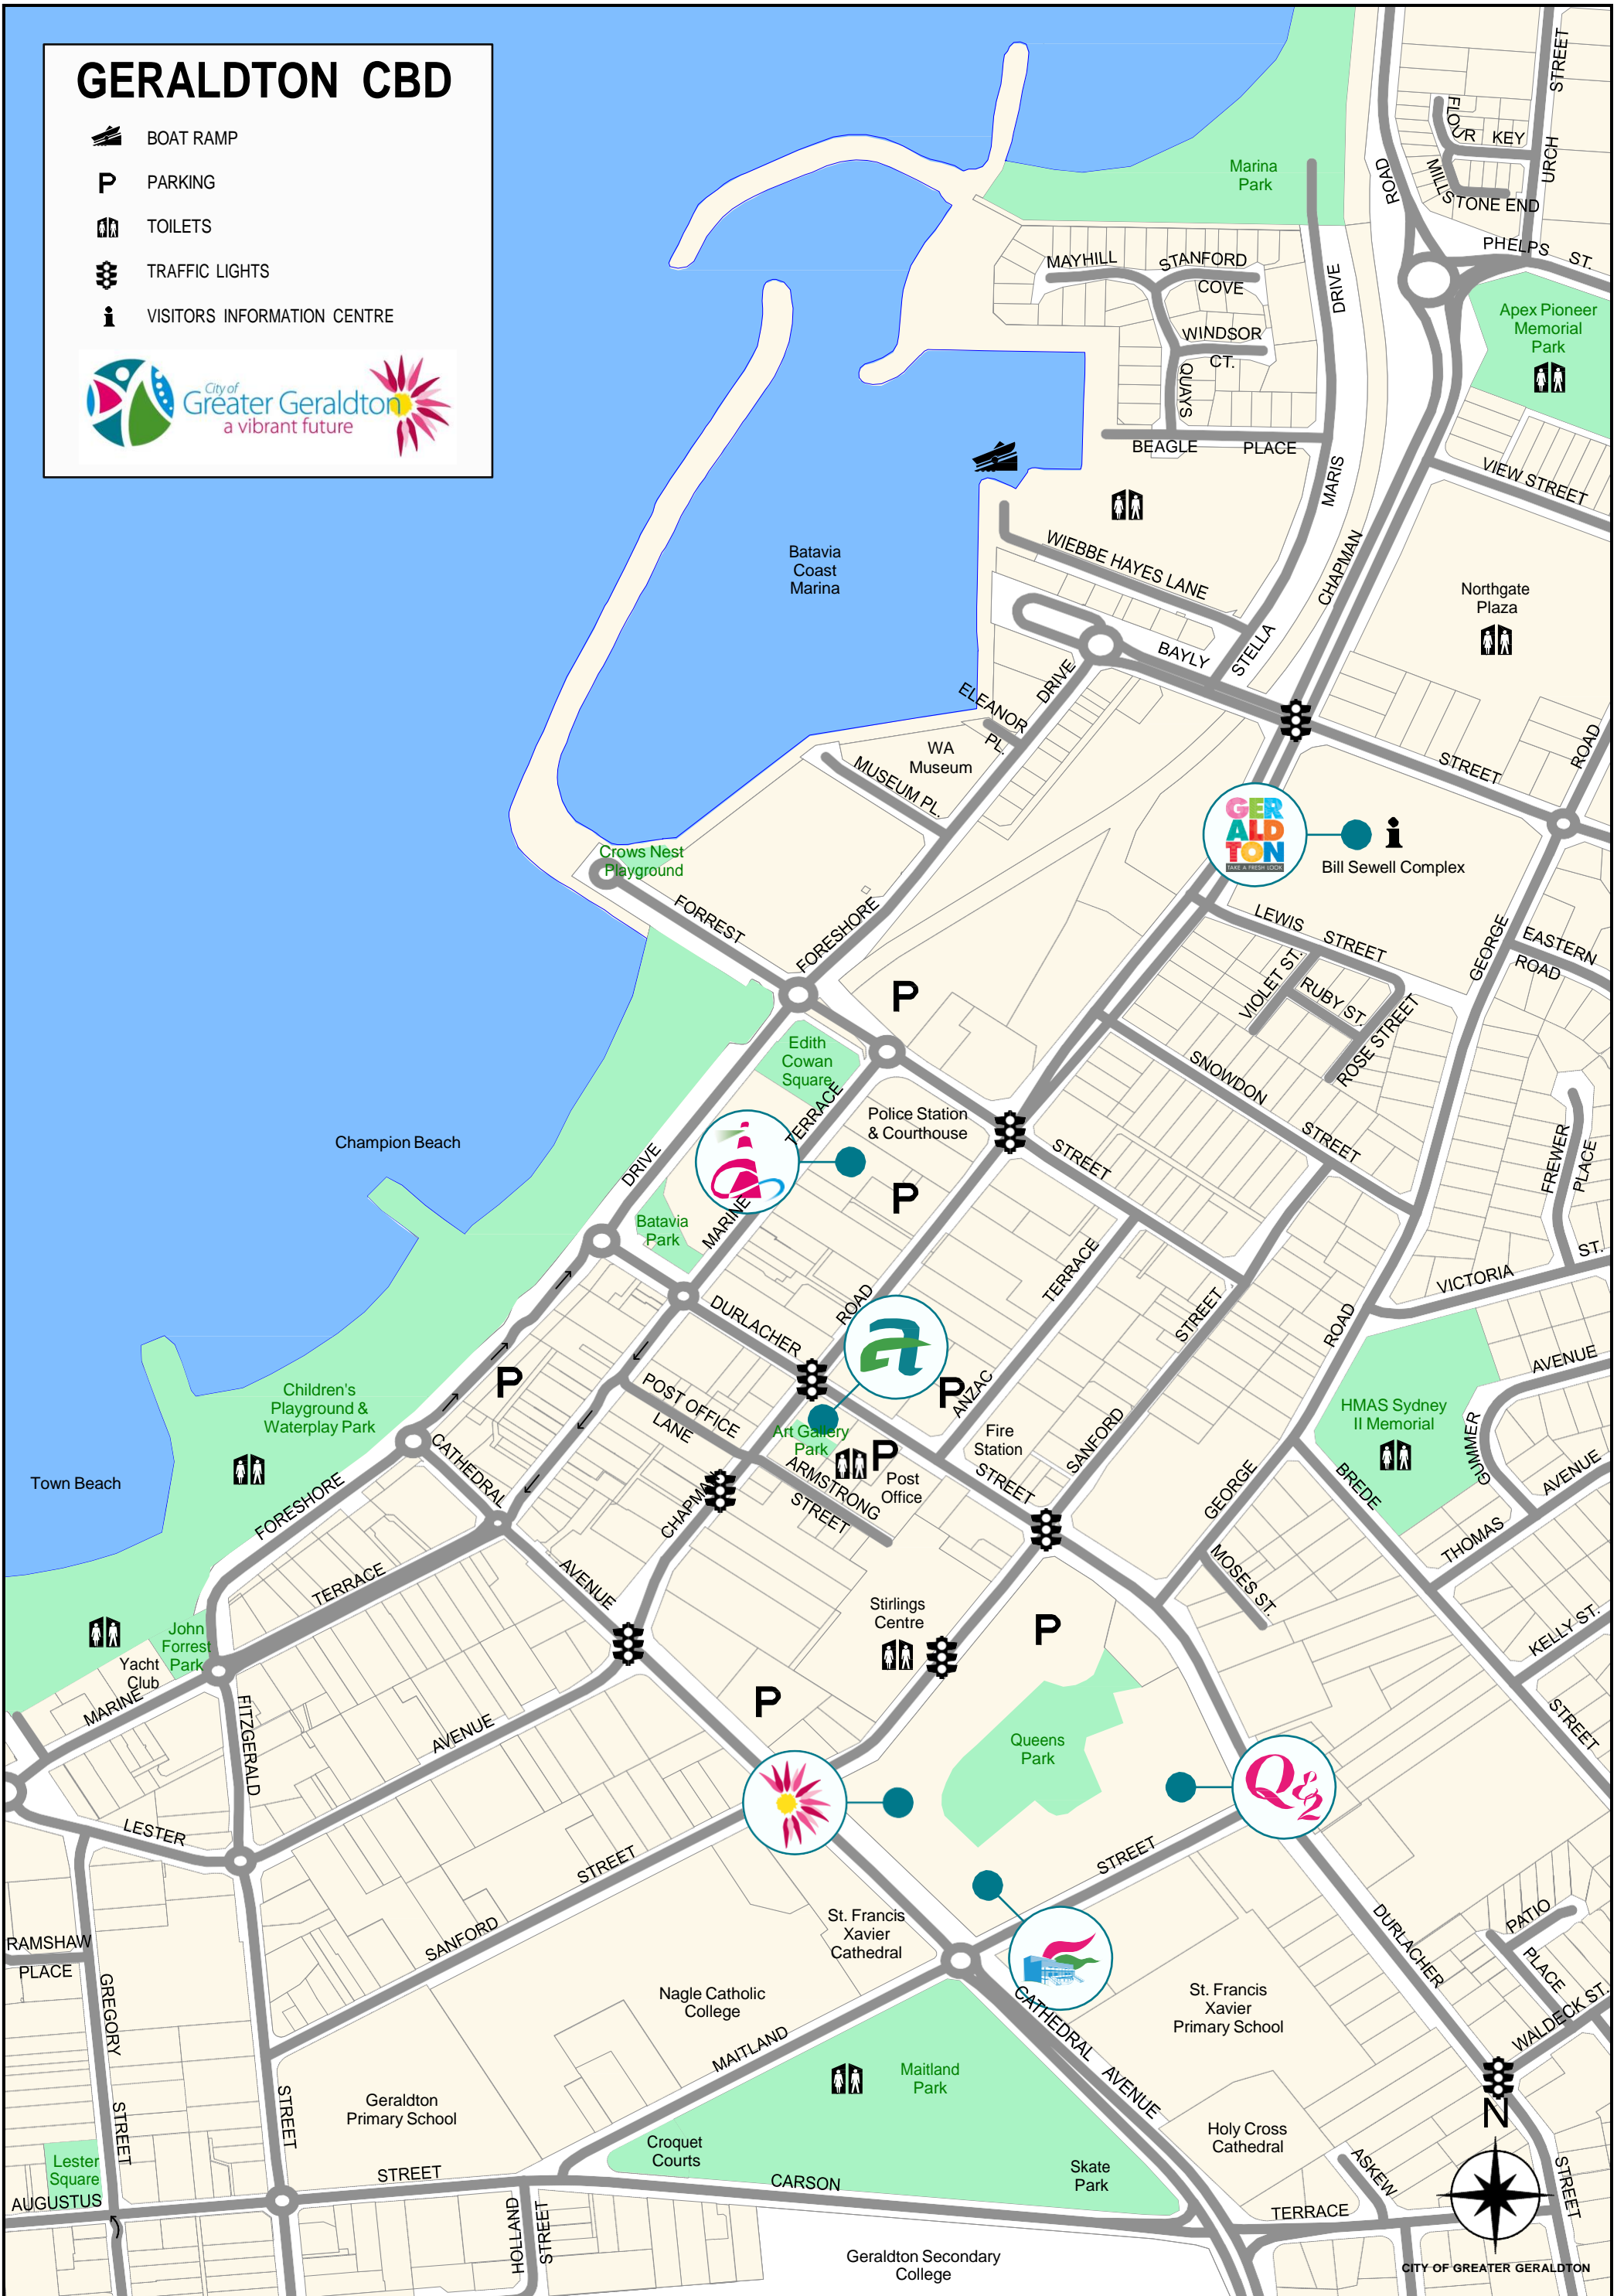 GERALDTON CBD
BOAT RAMP
P PARKING
TOILETS
TRAFFIC LIGHTS
i VISITORS INFORMATION CENTRE
City of
Greater Geraldton
a vibrant future
Marina
Park
ROAD
FLOUR KEY
MILLSTONE END
URCH
STREET
PHELPS ST.
Apex Pioneer
Memorial
Park
MAYHILL
STANFORD
COVE
WINDSOR
CT.
QUAYS
DRIVE
BEAGLE PLACE
MARIS
VIEW STREET
Batavia
Coast
Marina
WIEBBE HAYES LANE
CHAPMAN
Northgate
Plaza
STELLA
BAYLY
DRIVE
ELEANOR
PL.
WA
Museum
MUSEUM PL.
STREET
ROAD
GER
ALD
TON
TAKE A FRESH LOOK
i
Bill Sewell Complex
Crows Nest
Playground
FORREST
FORESHORE
LEWIS STREET
VIOLET ST.
RUBY ST.
ROSE STREET
GEORGE
EASTERN
ROAD
P
Edith
Cowan
Square
TERRACE
Police Station
& Courthouse
SNOWDON
STREET
STREET
FREWER
PLACE
Champion Beach
DRIVE
P
Batavia
Park
MARINE
ST.
VICTORIA
TERRACE
ROAD
DURLACHER
STREET
ROAD
a
AVENUE
P
Children's
Playground &
Waterplay Park
POST OFFICE
LANE
P
ANZAC
HMAS Sydney
II Memorial
GUMMER
Art Gallery
Park
P
Fire
Station
SANFORD
Town Beach
CATHEDRAL
ARMSTRONG
STREET
Post
Office
STREET
BREDE
AVENUE
FORESHORE
CHAPMAN
GEORGE
THOMAS
TERRACE
AVENUE
MOSES ST.
Stirlings
Centre
P
KELLY ST.
John
Forrest
Park
Yacht
Club
MARINE
P
STREET
FITZGERALD
AVENUE
Queens
Park
Q&2
LESTER
STREET
STREET
St. Francis
Xavier
Cathedral
SANFORD
DURLACHER
PATIO
PLACE
RAMSHAW
PLACE
GREGORY
Nagle Catholic
College
CATHEDRAL
St. Francis
Xavier
Primary School
WALDECK ST.
MAITLAND
Maitland
Park
AVENUE
N
Geraldton
Primary School
STREET
STREET
Holy Cross
Cathedral
Croquet
Courts
Skate
Park
ASKEW
Lester
Square
STREET
CARSON
STREET
AUGUSTUS
TERRACE
HOLLAND
STREET
Geraldton Secondary
College
CITY OF GREATER GERALDTON